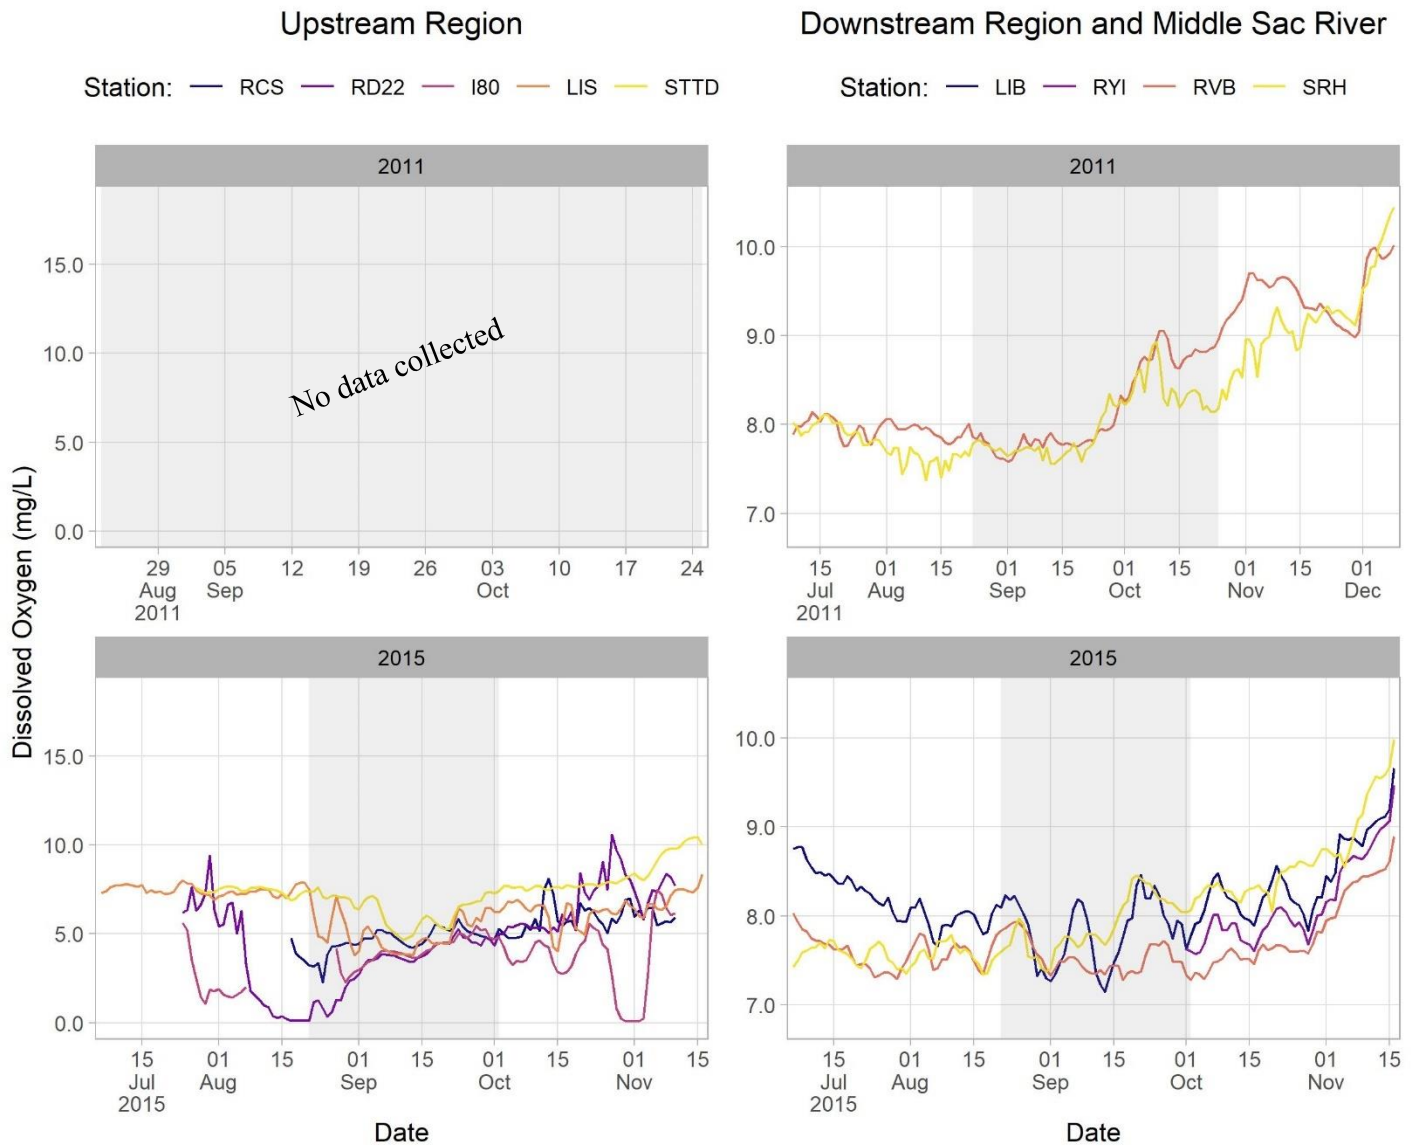 Upstream Region
Downstream Region and Middle Sac River
Station: RCS RD22 I80 LIS STTD
Station: LIB RYI RVB SRH
Dissolved Oxygen (mg/L)
2011
15.0
10.0
5.0
0.0
No data collected
29 05 12 19 26 03 10 17 24
Aug Sep Oct
2011
2011
10.0
9.0
8.0
7.0
15 01 15 01 15 01 15 01 15 01
Jul Aug Sep Oct Nov Dec
2011
2015
15.0
10.0
5.0
0.0
15 01 15 01 15 01 15 01 15
Jul Aug Sep Oct Nov
2015
Date
2015
10.0
9.0
8.0
7.0
15 01 15 01 15 01 15 01 15
Jul Aug Sep Oct Nov
2015
Date